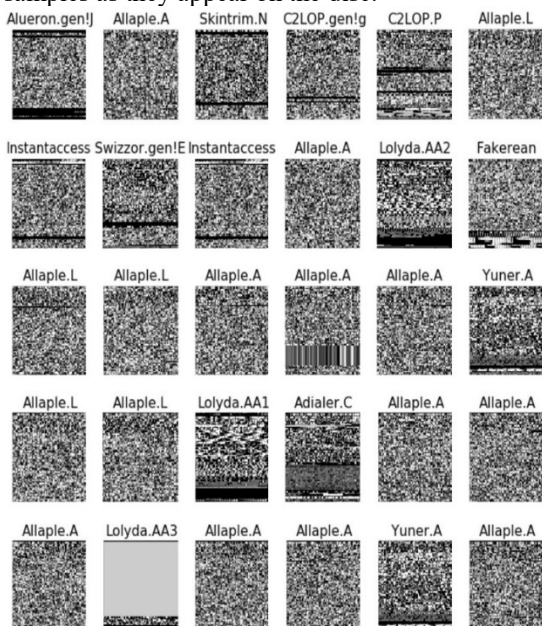 samples as they appear on the disc.
Alueron.gen!J Allaple.A Skintrim.N C2LOP.gen!g C2LOP.P Allaple.L
Instantaccess Swizzor.gen!E Instantaccess Allaple.A Lolyda.AA2 Fakerean
Allaple.L Allaple.L Allaple.A Allaple.A Allaple.A Yuner.A
Allaple.L Allaple.L Lolyda.AA1 Adialer.C Allaple.A Allaple.A
Allaple.A Lolyda.AA3 Allaple.A Allaple.A Yuner.A Allaple.A